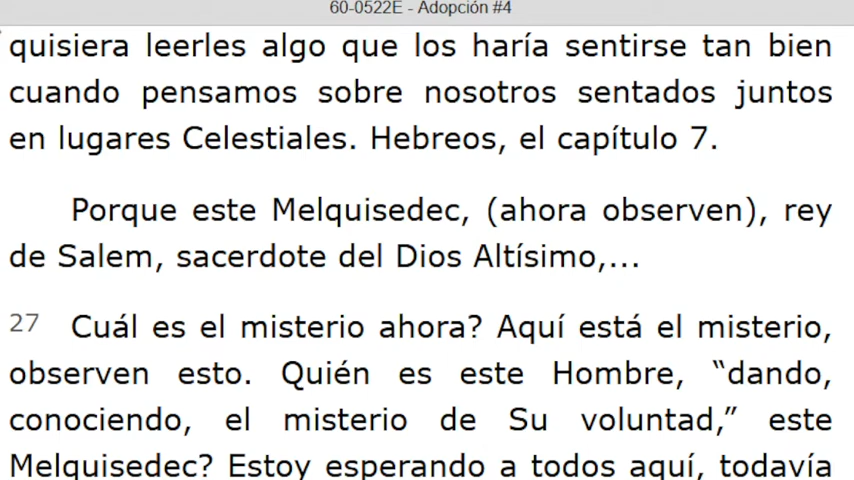 60-0522E - Adopción #4
quisiera leerles algo que los haría sentirse tan bien
cuando pensamos sobre nosotros sentados juntos
en lugares Celestiales. Hebreos, el capítulo 7.
Porque este Melquisedec, (ahora observen), rey
de Salem, sacerdote del Dios Altísimo,...
27 Cuál es el misterio ahora? Aquí está el misterio,
observen esto. Quién es este Hombre, “dando,
conociendo, el misterio de Su voluntad,” este
Melquisedec? Estoy esperando a todos aquí, todavía